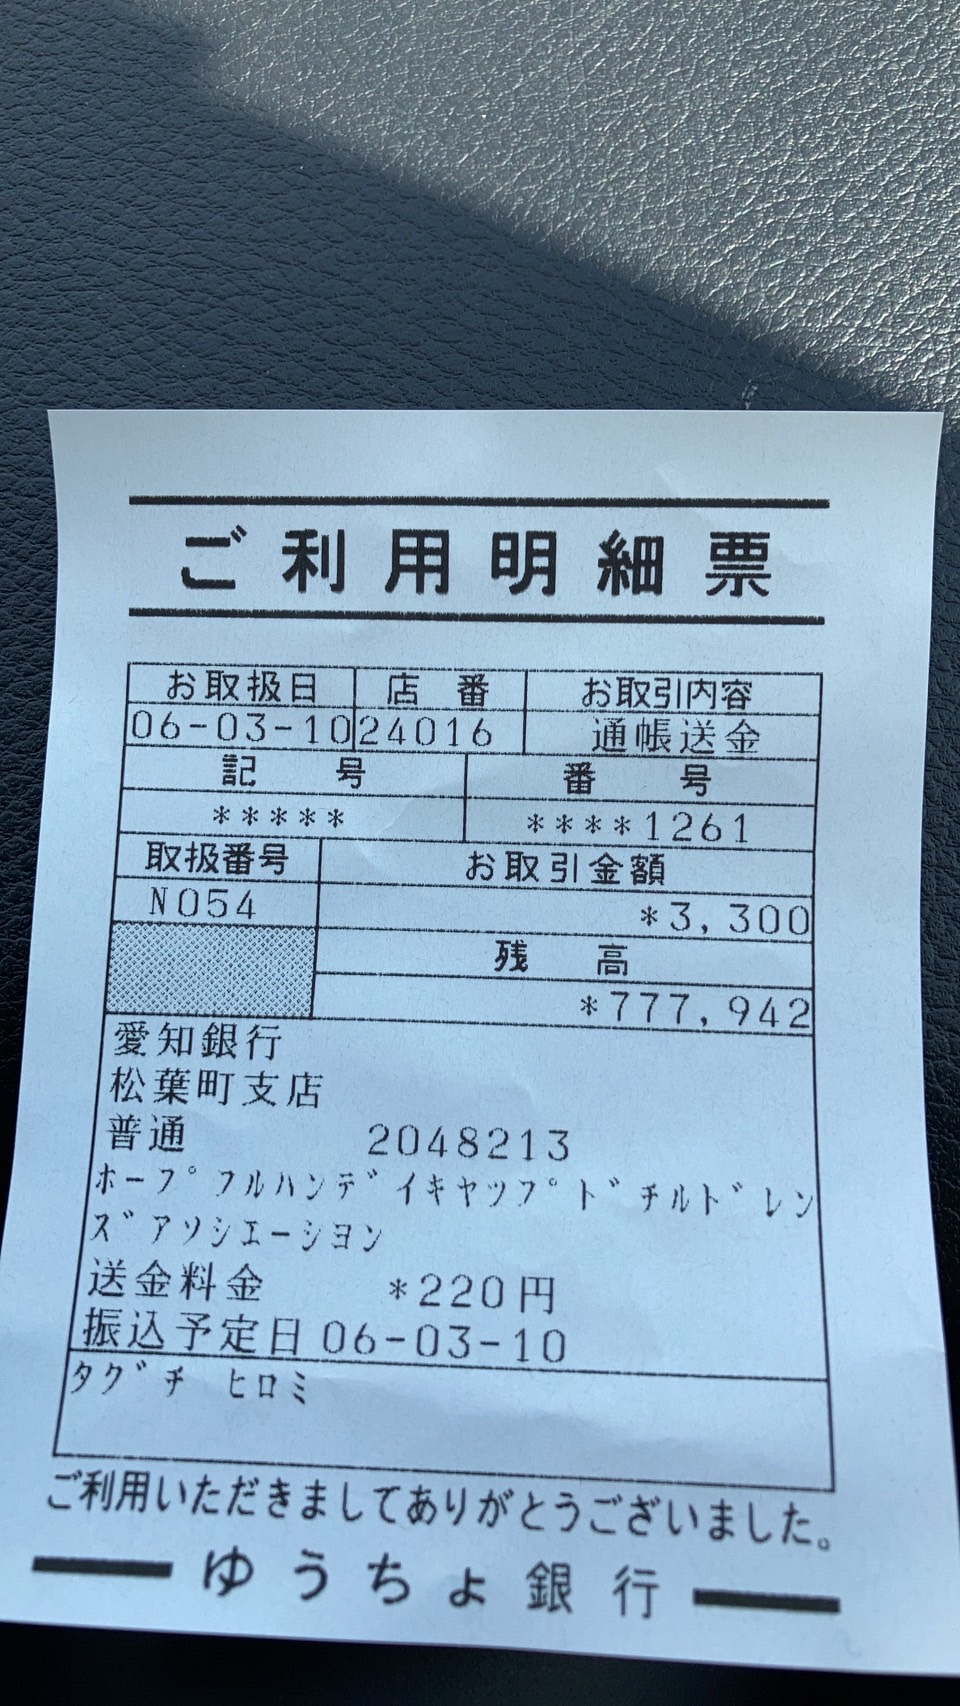 ご利用明細票
お取扱日 店番 お取引内容
06-03-10 24016 通帳送金
記号 番号
***** ****1261
取扱番号 お取引金額
N054 *3,300
残高
*777,942
愛知銀行
松葉町支店
普通 2048213
ホープフルハンデイキヤツプドチルドレン
ズアソシエーシヨン
送金料金 *220円
振込予定日 06-03-10
タグチ ヒロミ
ご利用いただきましてありがとうございました。
ゆうちょ銀行